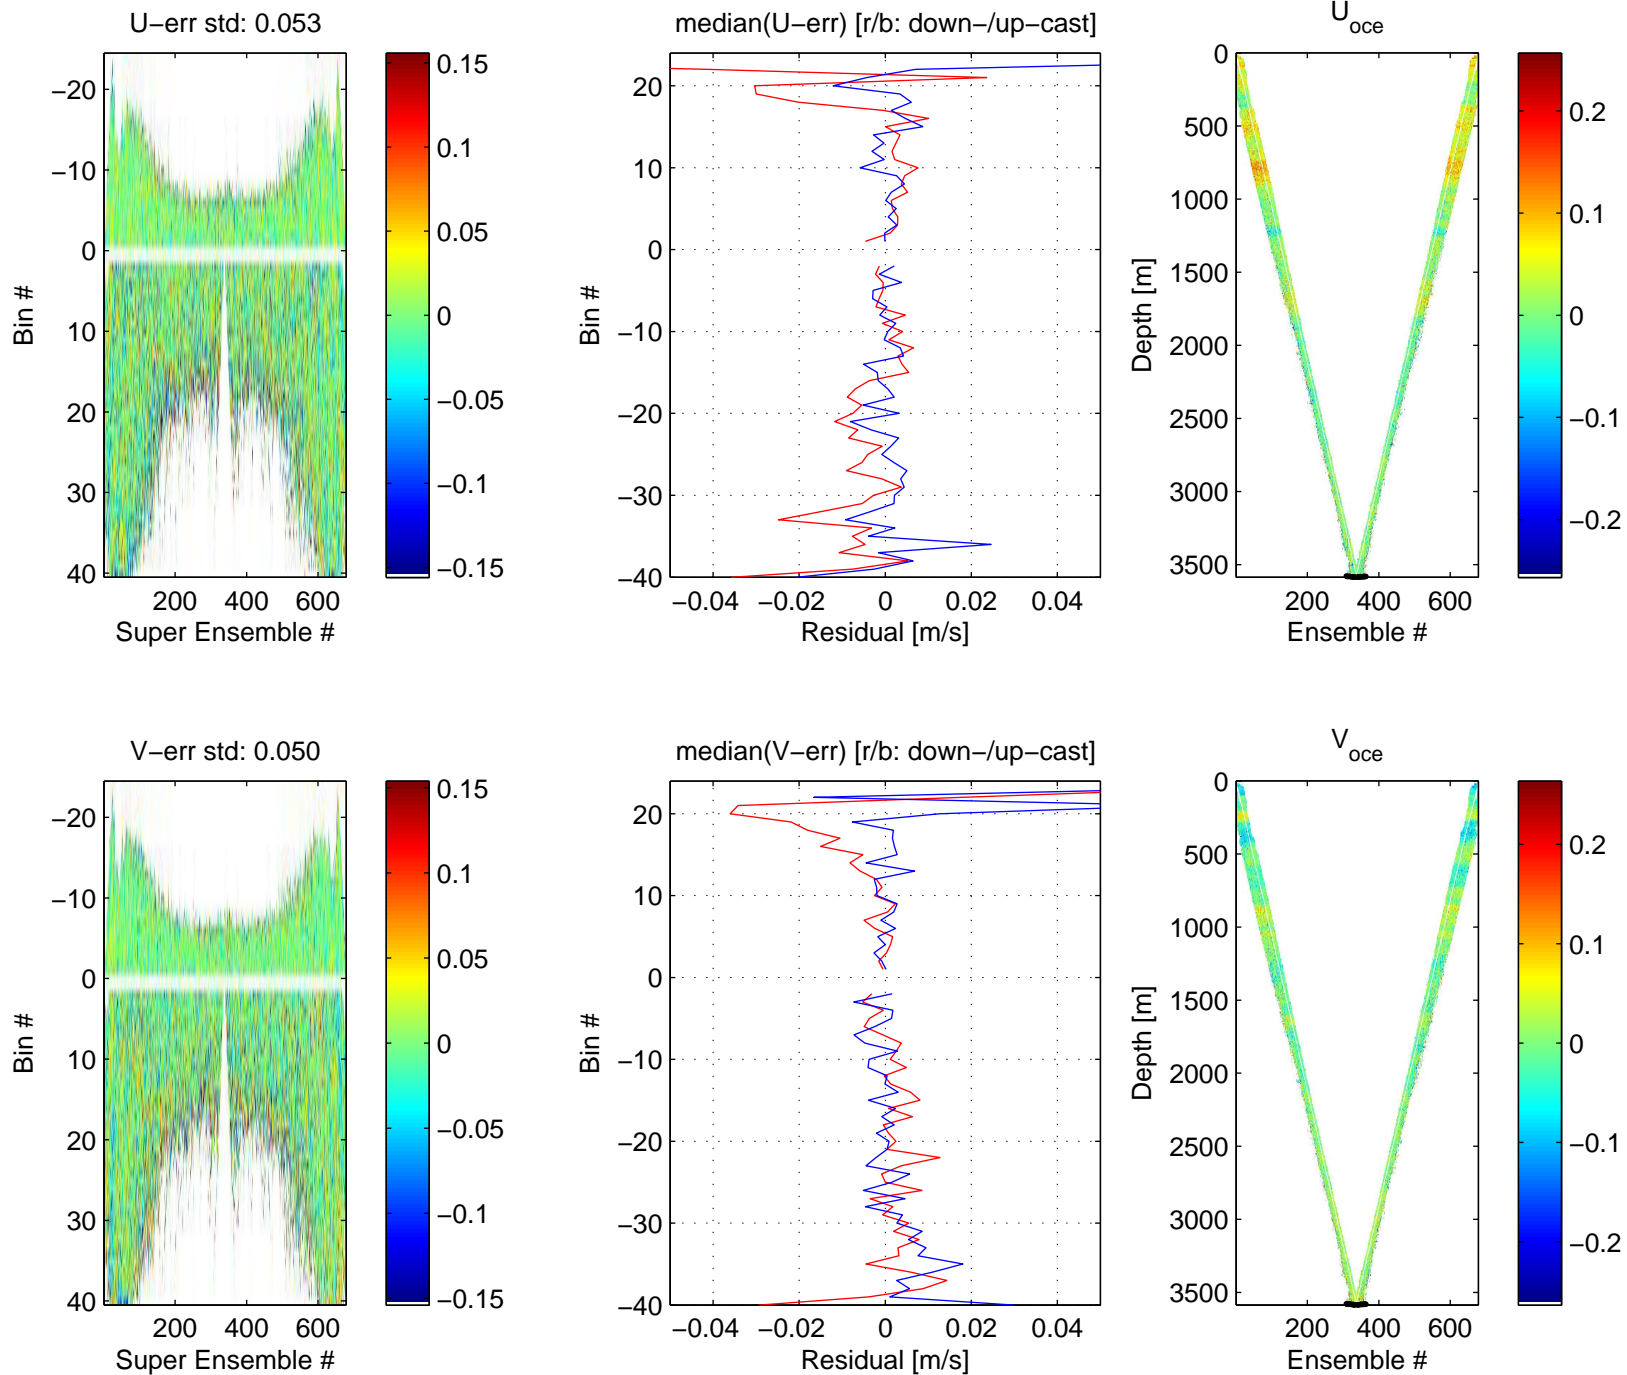 U−err std: 0.053
median(U−err) [r/b: down−/up−cast]
U_oce
−20
−10
0
10
20
30
40
Bin #
200 400 600
Super Ensemble #
0.15
0.1
0.05
0
−0.05
−0.1
−0.15
20
10
0
−10
−20
−30
−40
Bin #
−0.04 −0.02 0 0.02 0.04
Residual [m/s]
0
500
1000
1500
2000
2500
3000
3500
Depth [m]
200 400 600
Ensemble #
0.2
0.1
0
−0.1
−0.2
V−err std: 0.050
median(V−err) [r/b: down−/up−cast]
V_oce
−20
−10
0
10
20
30
40
Bin #
200 400 600
Super Ensemble #
0.15
0.1
0.05
0
−0.05
−0.1
−0.15
20
10
0
−10
−20
−30
−40
Bin #
−0.04 −0.02 0 0.02 0.04
Residual [m/s]
0
500
1000
1500
2000
2500
3000
3500
Depth [m]
200 400 600
Ensemble #
0.2
0.1
0
−0.1
−0.2